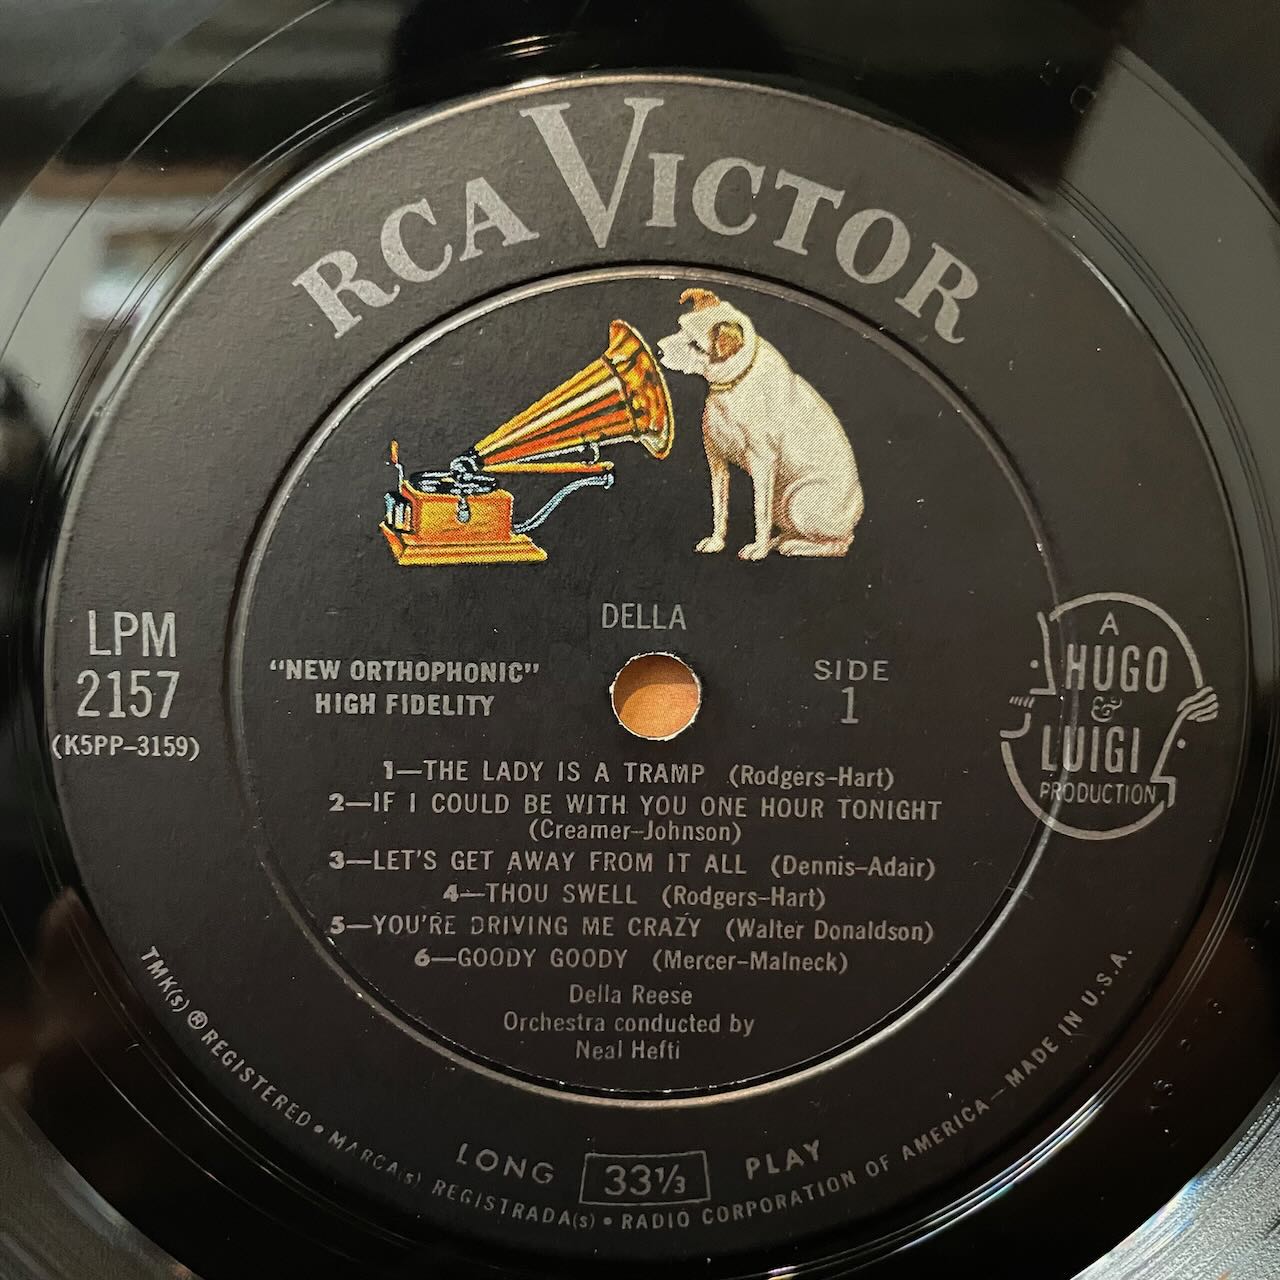 RCA VICTOR
DELLA
LPM
2157
(K5PP-3159)
"NEW ORTHOPHONIC"
HIGH FIDELITY
SIDE
1
A
HUGO
&
LUIGI
PRODUCTION
1—THE LADY IS A TRAMP (Rodgers-Hart)
2—IF I COULD BE WITH YOU ONE HOUR TONIGHT
(Creamer-Johnson)
3—LET'S GET AWAY FROM IT ALL (Dennis-Adair)
4—THOU SWELL (Rodgers-Hart)
5—YOU'RE DRIVING ME CRAZY (Walter Donaldson)
6—GOODY GOODY (Mercer-Malneck)
Della Reese
Orchestra conducted by
Neal Hefti
LONG 33⅓ PLAY
TMK(s) ® REGISTERED • MARCA(s) REGISTRADA(s) • RADIO CORPORATION OF AMERICA—MADE IN U.S.A.